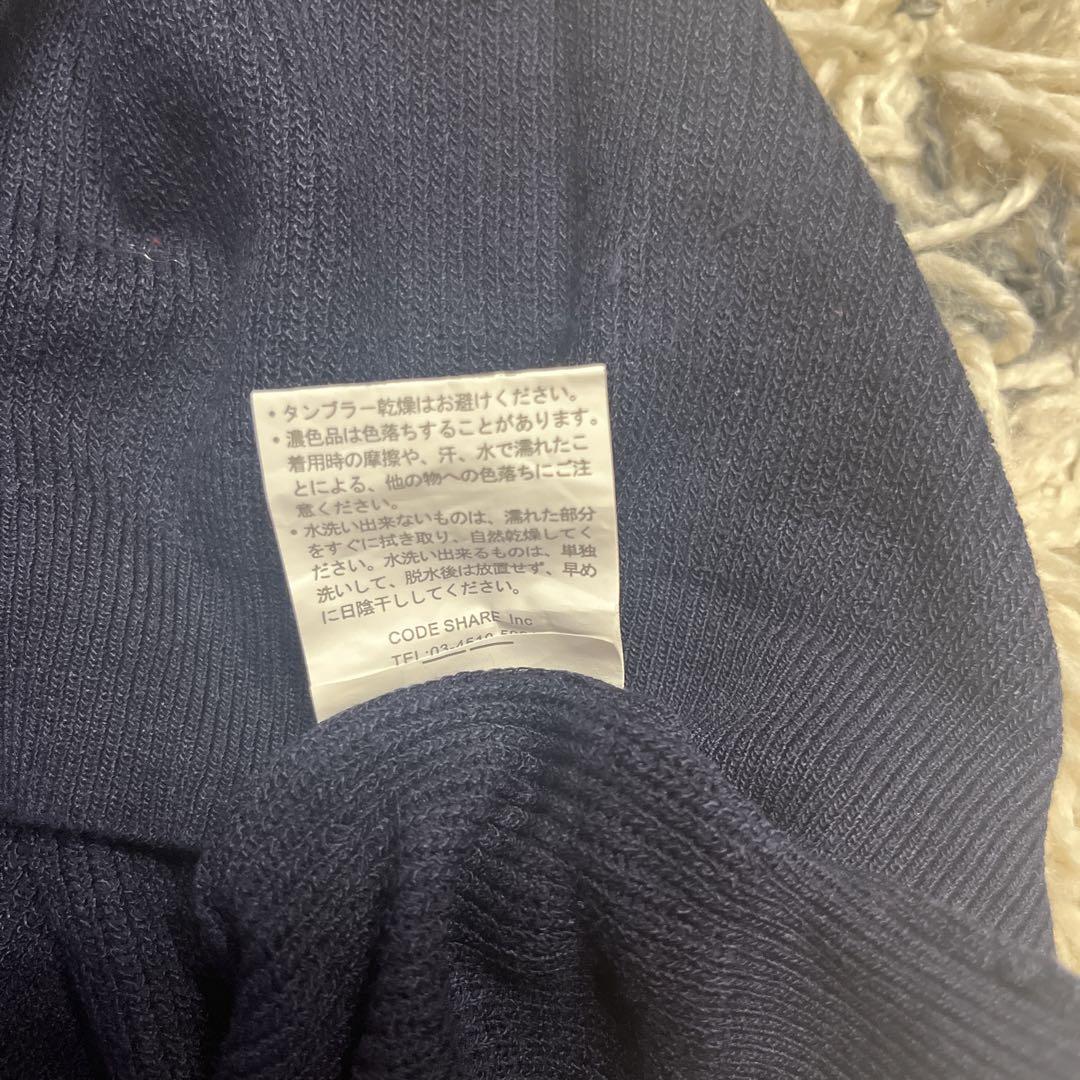 ・タンブラー乾燥はお避けください。
・濃色品は色落ちすることがあります。
着用時の摩擦や、汗、水で濡れたこ
とによる、他の物への色落ちにご注
意ください。
・水洗い出来ないものは、濡れた部分
をすぐに拭き取り、自然乾燥してく
ださい。水洗い出来るものは、単独
洗いして、脱水後は放置せず、早め
に日陰干ししてください。
CODE SHARE Inc
TEL:03-4510-